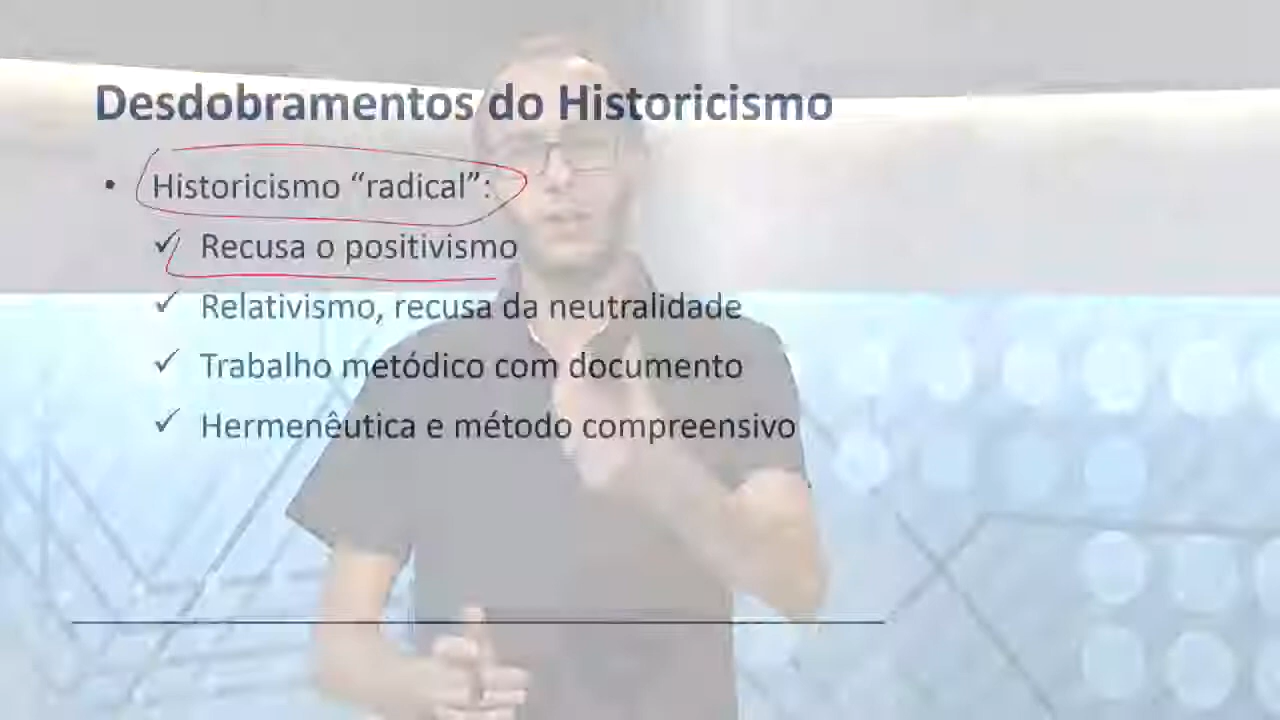 Desdobramentos do Historicismo
• Historicismo “radical”:
✓ Recusa o positivismo
✓ Relativismo, recusa da neutralidade
✓ Trabalho metódico com documento
✓ Hermenêutica e método compreensivo